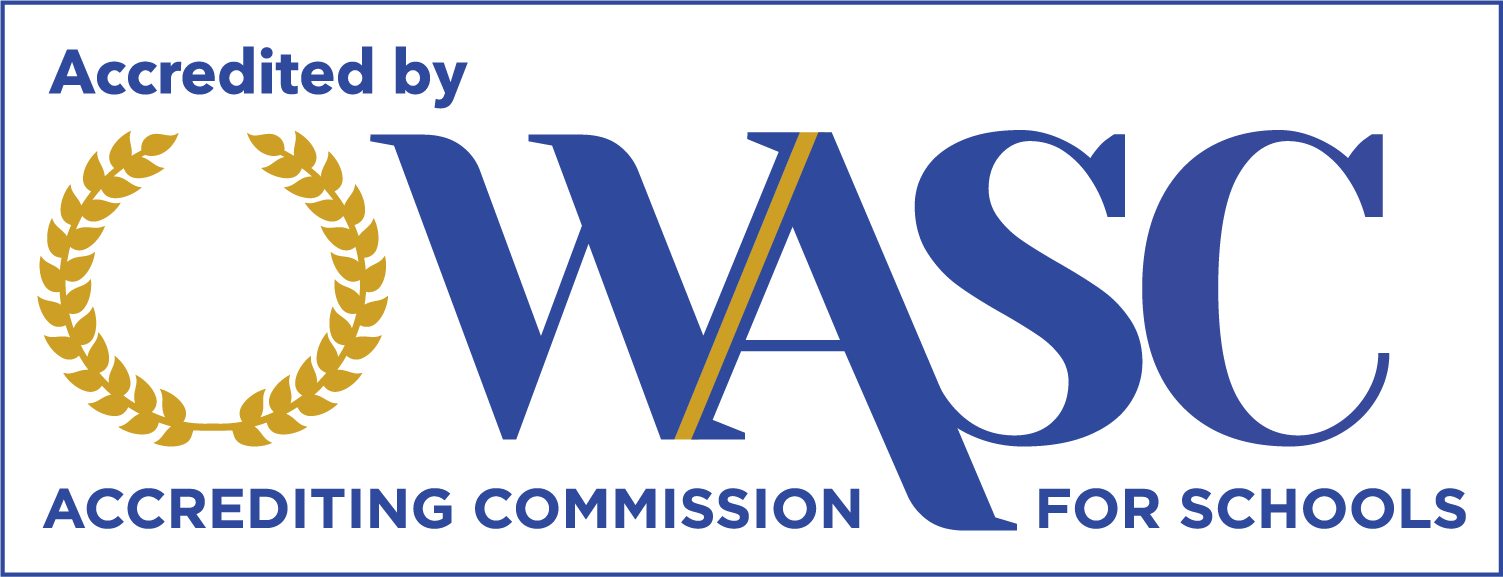 Accredited by
WASC
ACCREDITING COMMISSION FOR SCHOOLS